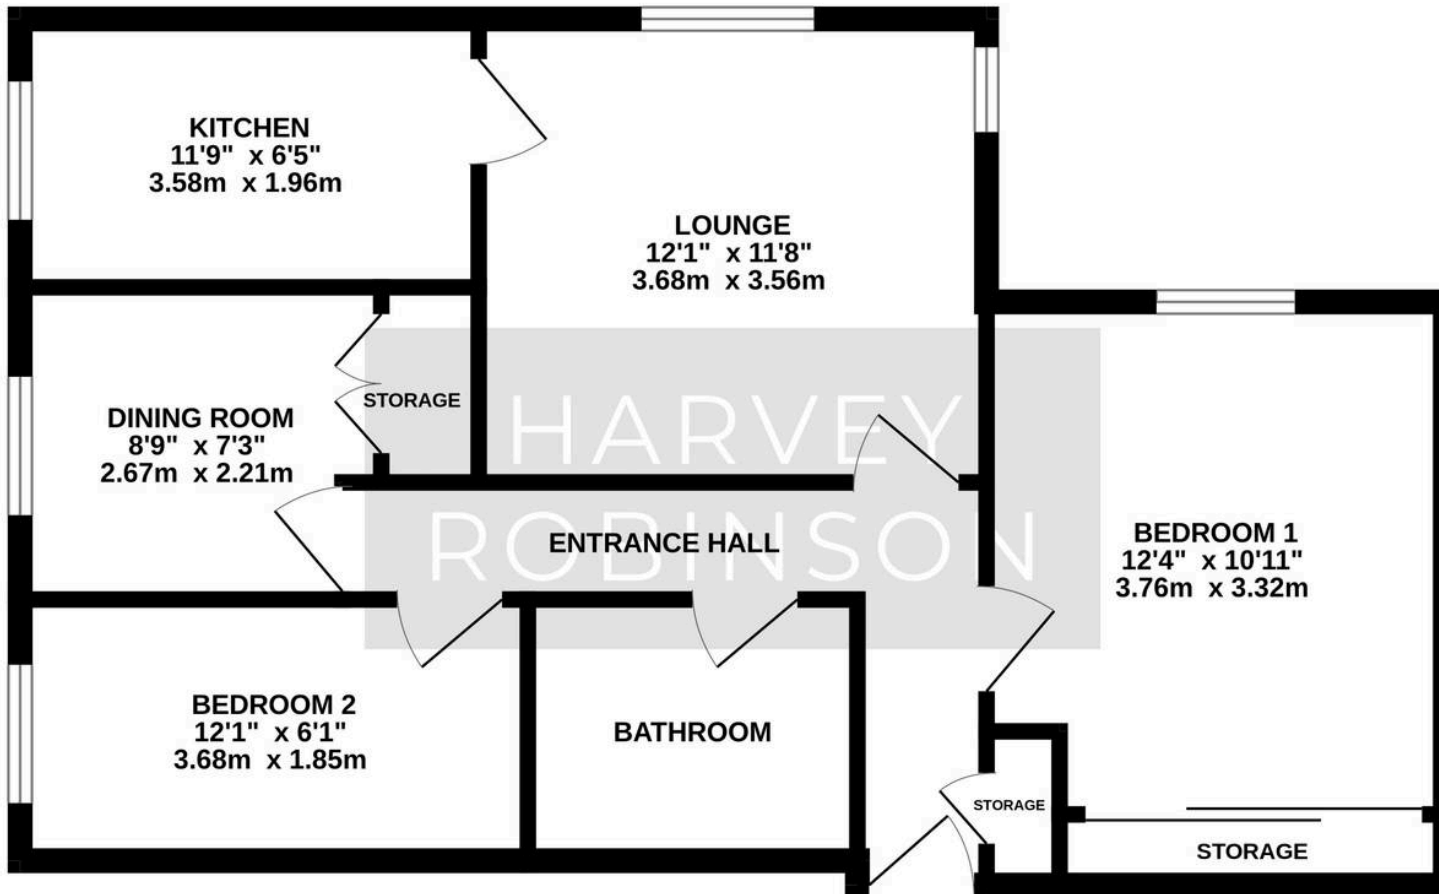 KITCHEN
11'9" x 6'5"
3.58m x 1.96m
LOUNGE
12'1" x 11'8"
3.68m x 3.56m
DINING ROOM
8'9" x 7'3"
2.67m x 2.21m
STORAGE
HARVEY
ROBINSON
ENTRANCE HALL
BEDROOM 1
12'4" x 10'11"
3.76m x 3.32m
BEDROOM 2
12'1" x 6'1"
3.68m x 1.85m
BATHROOM
STORAGE
STORAGE